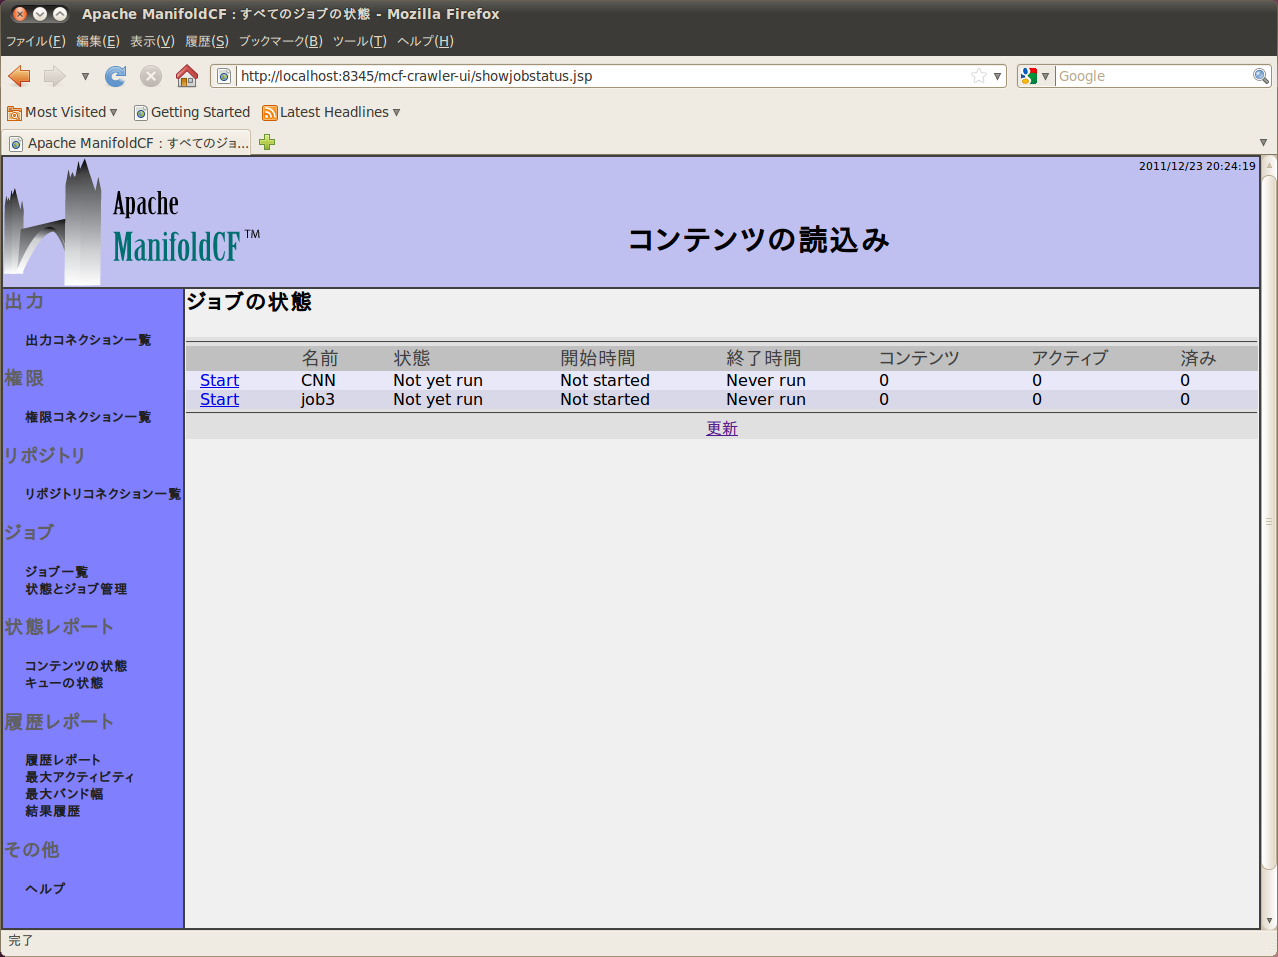 Apache ManifoldCF : すべてのジョブの状態 - Mozilla Firefox
ファイル(F) 編集(E) 表示(V) 履歴(S) ブックマーク(B) ツール(T) ヘルプ(H)
http://localhost:8345/mcf-crawler-ui/showjobstatus.jsp Google
Most Visited Getting Started Latest Headlines
Apache ManifoldCF : すべてのジョ...
2011/12/23 20:24:19
Apache
ManifoldCF™
コンテンツの読込み
出力
出力コネクション一覧
権限
権限コネクション一覧
リポジトリ
リポジトリコネクション一覧
ジョブ
ジョブ一覧
状態とジョブ管理
状態レポート
コンテンツの状態
キューの状態
履歴レポート
履歴レポート
最大アクティビティ
最大バンド幅
結果履歴
その他
ヘルプ
ジョブの状態
名前 状態 開始時間 終了時間 コンテンツ アクティブ 済み
Start CNN Not yet run Not started Never run 0 0 0
Start job3 Not yet run Not started Never run 0 0 0
更新
完了